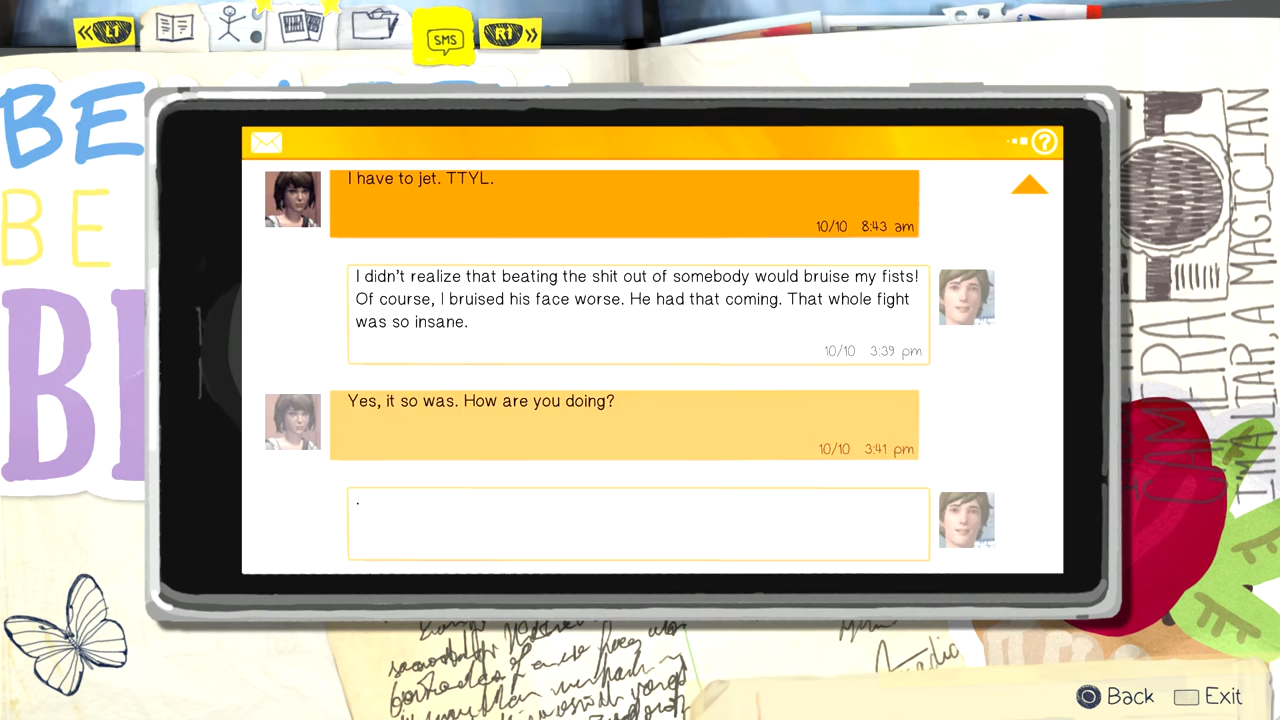 LT
SMS
R1
BE
BE
I have to jet. TTYL.
10/10 8:43 am
I didn't realize that beating the shit out of somebody would bruise my fists!
Of course, I bruised his face worse. He had that coming. That whole fight
was so insane.
10/10 3:39 pm
Yes, it so was. How are you doing?
10/10 3:41 pm
.
?
CAMERA
I'M A LIAR, A MAGICIAN
Back
Exit